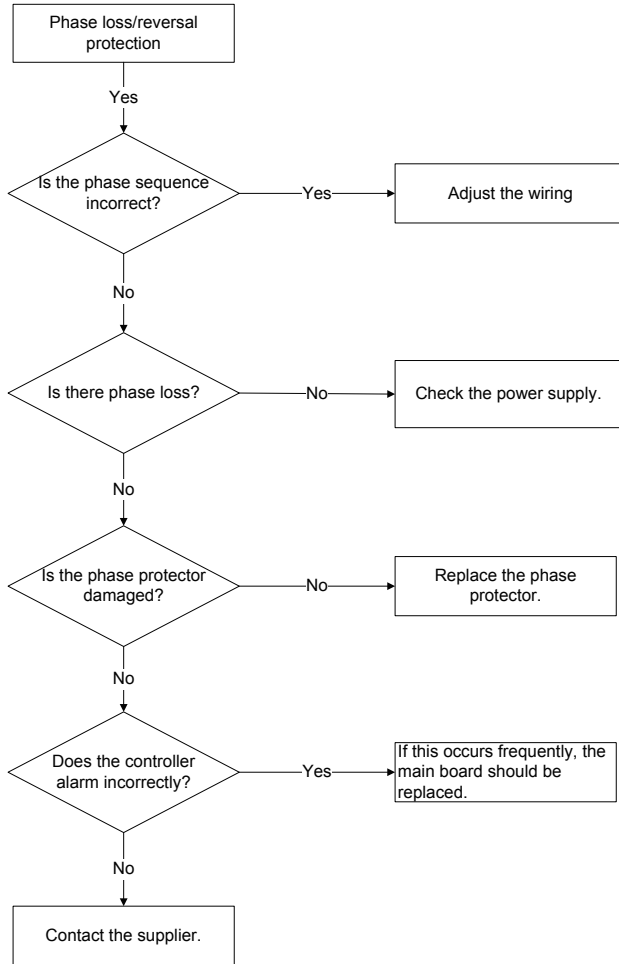 Phase loss/reversal
protection
Yes
Is the phase sequence
incorrect?
Yes
Adjust the wiring
No
Is there phase loss?
No
Check the power supply.
No
Is the phase protector
damaged?
No
Replace the phase
protector.
No
Does the controller
alarm incorrectly?
Yes
If this occurs frequently, the
main board should be
replaced.
No
Contact the supplier.